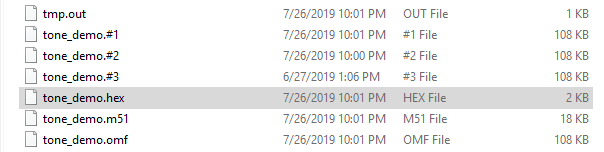 tmp.out 7/26/2019 10:01 PM OUT File 1 KB
tone_demo.#1 7/26/2019 10:01 PM #1 File 108 KB
tone_demo.#2 7/26/2019 10:00 PM #2 File 108 KB
tone_demo.#3 6/27/2019 1:06 PM #3 File 108 KB
tone_demo.hex 7/26/2019 10:01 PM HEX File 2 KB
tone_demo.m51 7/26/2019 10:01 PM M51 File 18 KB
tone_demo.omf 7/26/2019 10:01 PM OMF File 108 KB